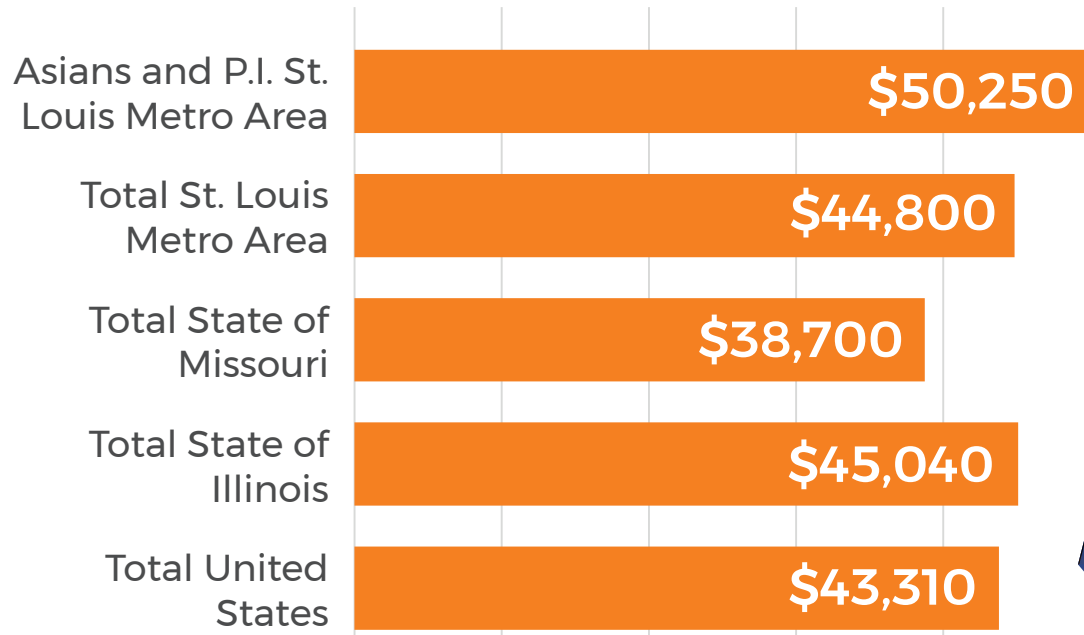 Asians and P.I. St.
Louis Metro Area
$50,250
Total St. Louis
Metro Area
$44,800
Total State of
Missouri
$38,700
Total State of
Illinois
$45,040
Total United
States
$43,310